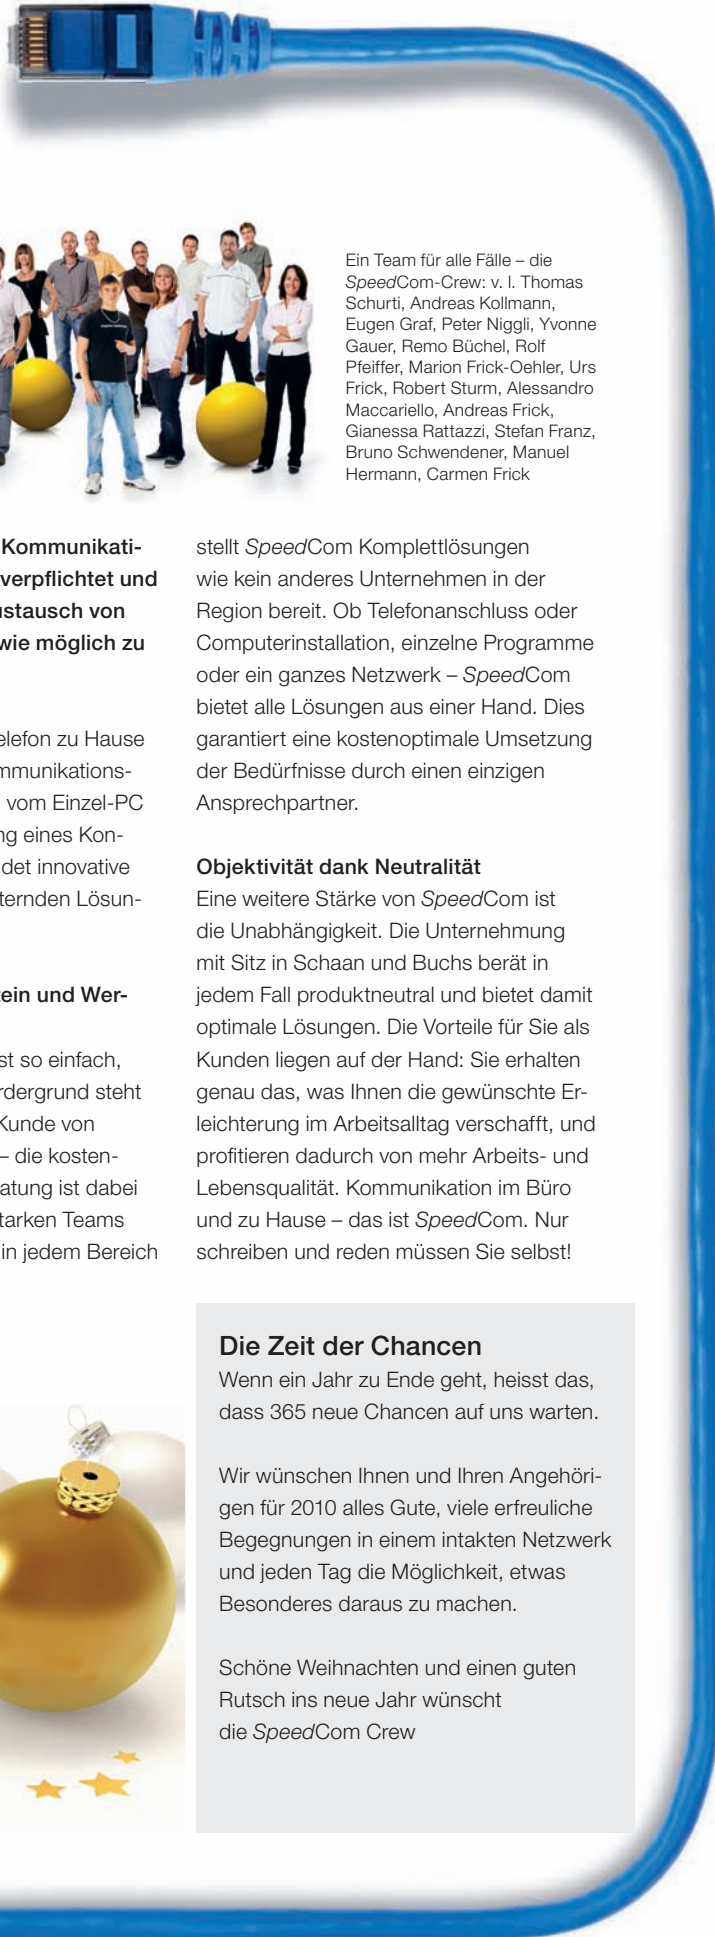 Ein Team für alle Fälle – die
SpeedCom-Crew: v. l. Thomas
Schurti, Andreas Kollmann,
Eugen Graf, Peter Niggli, Yvonne
Gauer, Remo Büchel, Rolf
Pfeiffer, Marion Frick-Oehler, Urs
Frick, Robert Sturm, Alessandro
Maccariello, Andreas Frick,
Gianessa Rattazzi, Stefan Franz,
Bruno Schwendener, Manuel
Hermann, Carmen Frick
Kommunikati-
verpflichtet und
ustausch von
wie möglich zu
elefon zu Hause
mmunikations-
vom Einzel-PC
ng eines Kon-
det innovative
ternden Lösun-
tein und Wer-
st so einfach,
rdergrund steht
Kunde von
– die kosten-
atung ist dabei
tarken Teams
in jedem Bereich
stellt SpeedCom Komplettlösungen
wie kein anderes Unternehmen in der
Region bereit. Ob Telefonanschluss oder
Computerinstallation, einzelne Programme
oder ein ganzes Netzwerk – SpeedCom
bietet alle Lösungen aus einer Hand. Dies
garantiert eine kostenoptimale Umsetzung
der Bedürfnisse durch einen einzigen
Ansprechpartner.
Objektivität dank Neutralität
Eine weitere Stärke von SpeedCom ist
die Unabhängigkeit. Die Unternehmung
mit Sitz in Schaan und Buchs berät in
jedem Fall produktneutral und bietet damit
optimale Lösungen. Die Vorteile für Sie als
Kunden liegen auf der Hand: Sie erhalten
genau das, was Ihnen die gewünschte Er-
leichterung im Arbeitsalltag verschafft, und
profitieren dadurch von mehr Arbeits- und
Lebensqualität. Kommunikation im Büro
und zu Hause – das ist SpeedCom. Nur
schreiben und reden müssen Sie selbst!
Die Zeit der Chancen
Wenn ein Jahr zu Ende geht, heisst das,
dass 365 neue Chancen auf uns warten.
Wir wünschen Ihnen und Ihren Angehöri-
gen für 2010 alles Gute, viele erfreuliche
Begegnungen in einem intakten Netzwerk
und jeden Tag die Möglichkeit, etwas
Besonderes daraus zu machen.
Schöne Weihnachten und einen guten
Rutsch ins neue Jahr wünscht
die SpeedCom Crew